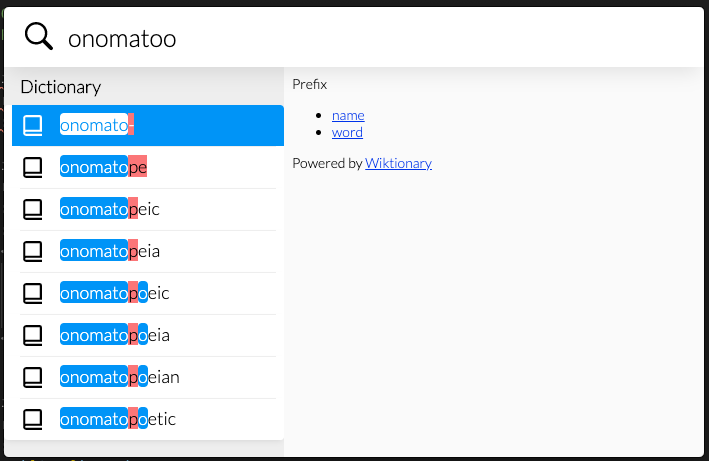 onomatoo
Dictionary
onomato-
onomatope
onomatopeic
onomatopeia
onomatopoeic
onomatopoeia
onomatopoeian
onomatopoetic
Prefix
name
word
Powered by Wiktionary